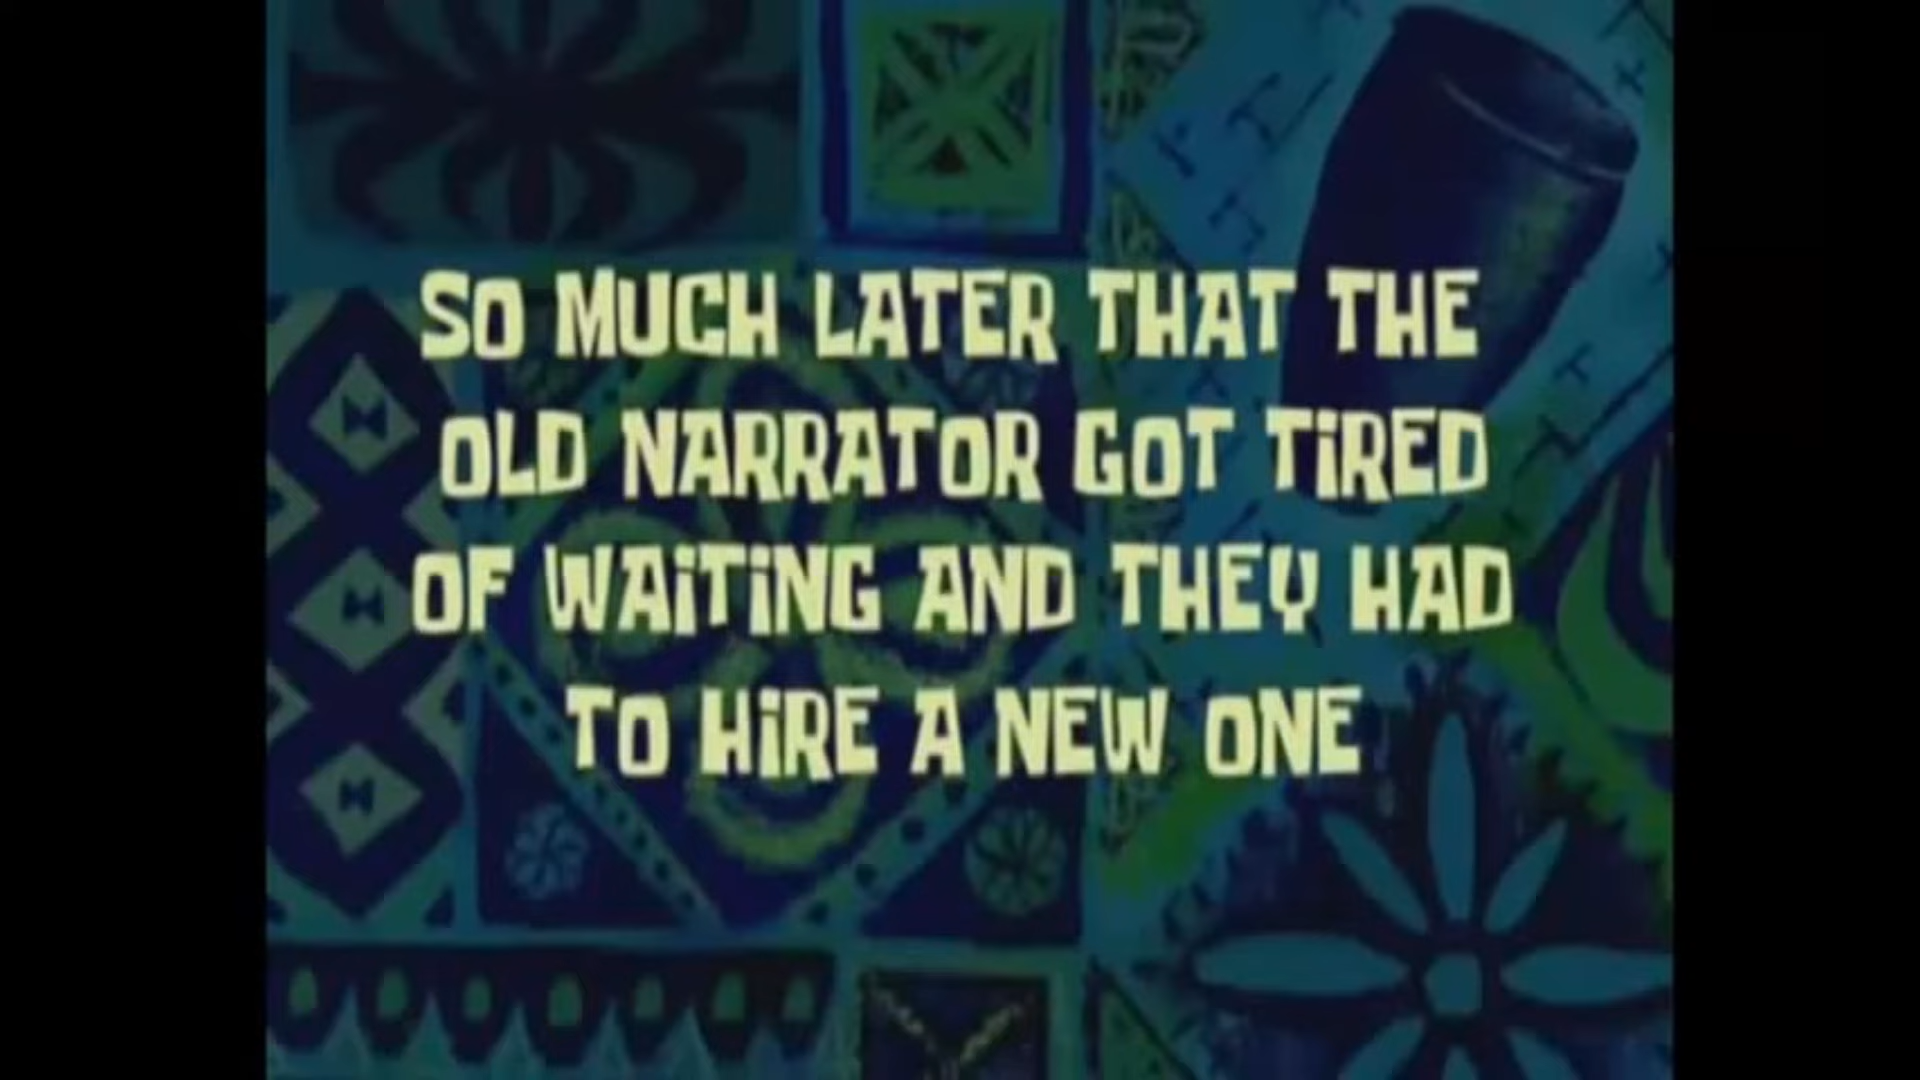 SO MUCH LATER THAT THE
OLD NARRATOR GOT TiRED
OF WAiTiNG AND THEY HAD
TO HiRE A NEW ONE